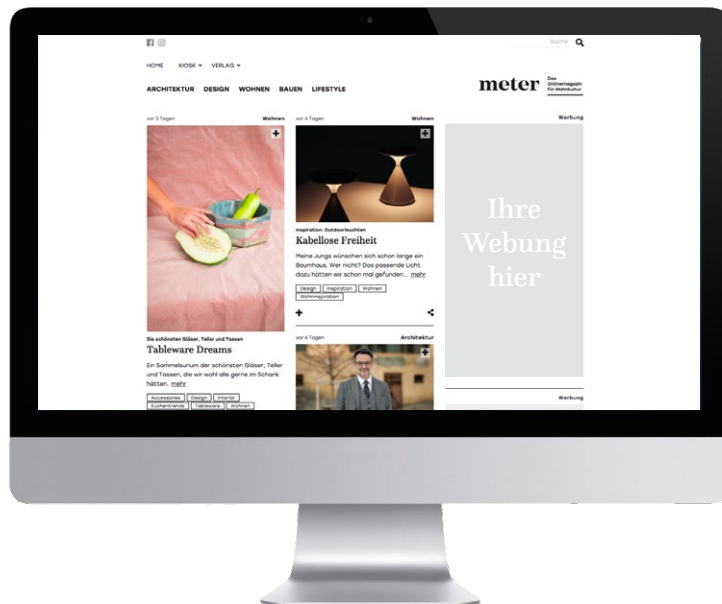 Suche
HOME KIOSK VERLAG
ARCHITEKTUR DESIGN WOHNEN BAUEN LIFESTYLE
meter
Das
Onlinemagazin
für Wohnkultur
vor 3 Tagen Wohnen
Die schönsten Gläser, Teller und Tassen
Tableware Dreams
Ein Sammelsurium der schönsten Gläser, Teller
und Tassen, die wir wohl alle gerne im Schank
hätten. mehr
Accessoires Design Interior
Küchentrends Tableware Wohnen
vor 4 Tagen Wohnen
Inspiration: Outdoorleuchten
Kabellose Freiheit
Meine Jungs wünschen sich schon lange ein
Baumhaus. Wer nicht? Das passende Licht
dazu hätten wir schon mal gefunden... mehr
Design Inspiration Wohnen
Wohninspiration
vor 6 Tagen Architektur
Werbung
Ihre
Webung
hier
Werbung